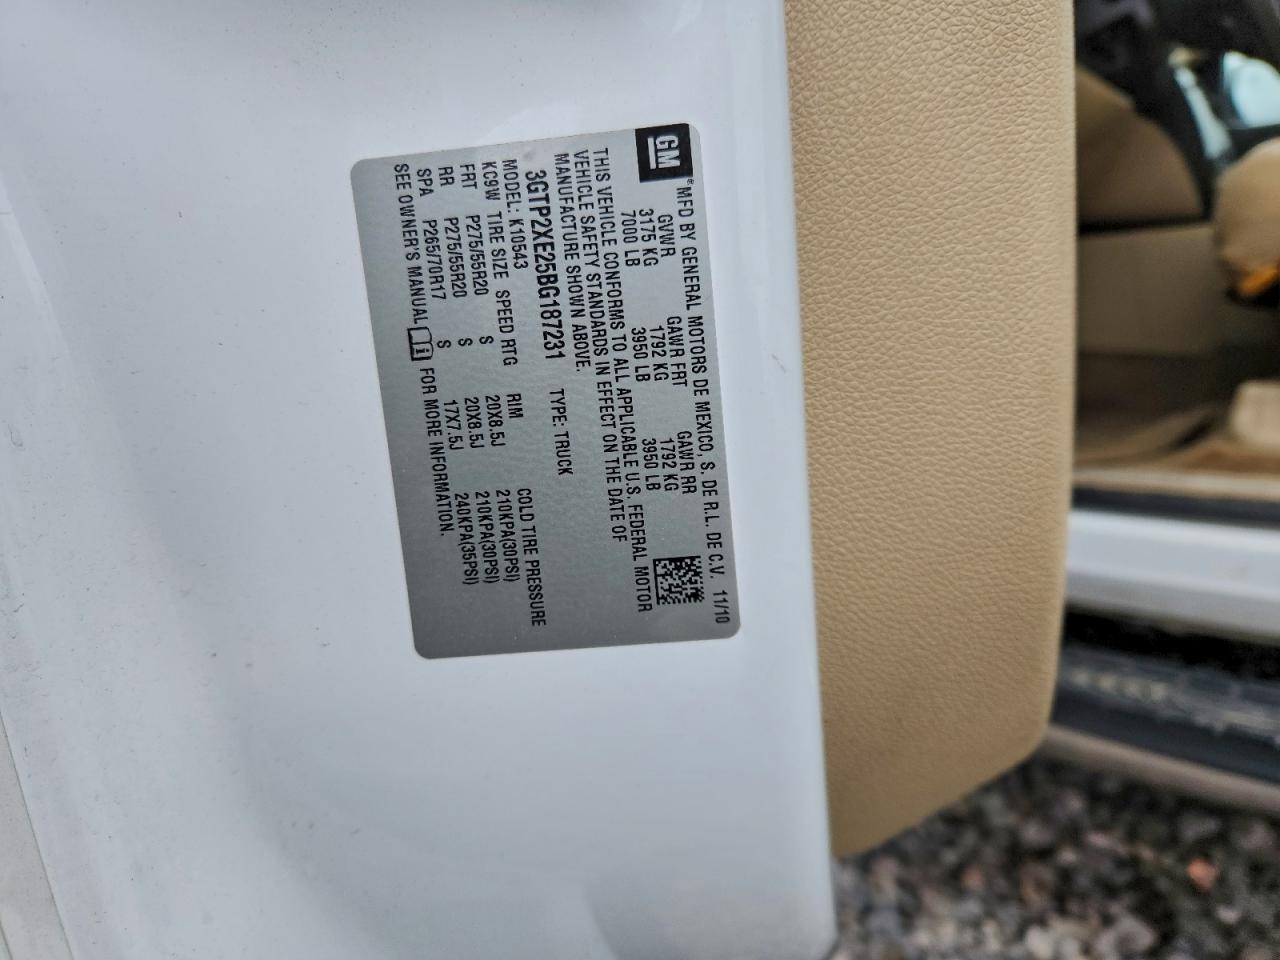 GM
®MFD BY GENERAL MOTORS DE MEXICO, S. DE R.L. DE C.V. 11/10
GVWR GAWR FRT GAWR RR
3175 KG 1792 KG 1792 KG
7000 LB 3950 LB 3950 LB
THIS VEHICLE CONFORMS TO ALL APPLICABLE U.S. FEDERAL MOTOR
VEHICLE SAFETY STANDARDS IN EFFECT ON THE DATE OF
MANUFACTURE SHOWN ABOVE.
3GTP2XE25BG187231 TYPE: TRUCK
MODEL: K10543
KC9W TIRE SIZE SPEED RTG RIM COLD TIRE PRESSURE
FRT P275/55R20 S 20X8.5J 210KPA(30PSI)
RR P275/55R20 S 20X8.5J 210KPA(30PSI)
SPA P265/70R17 S 17X7.5J 240KPA(35PSI)
SEE OWNER'S MANUAL i FOR MORE INFORMATION.